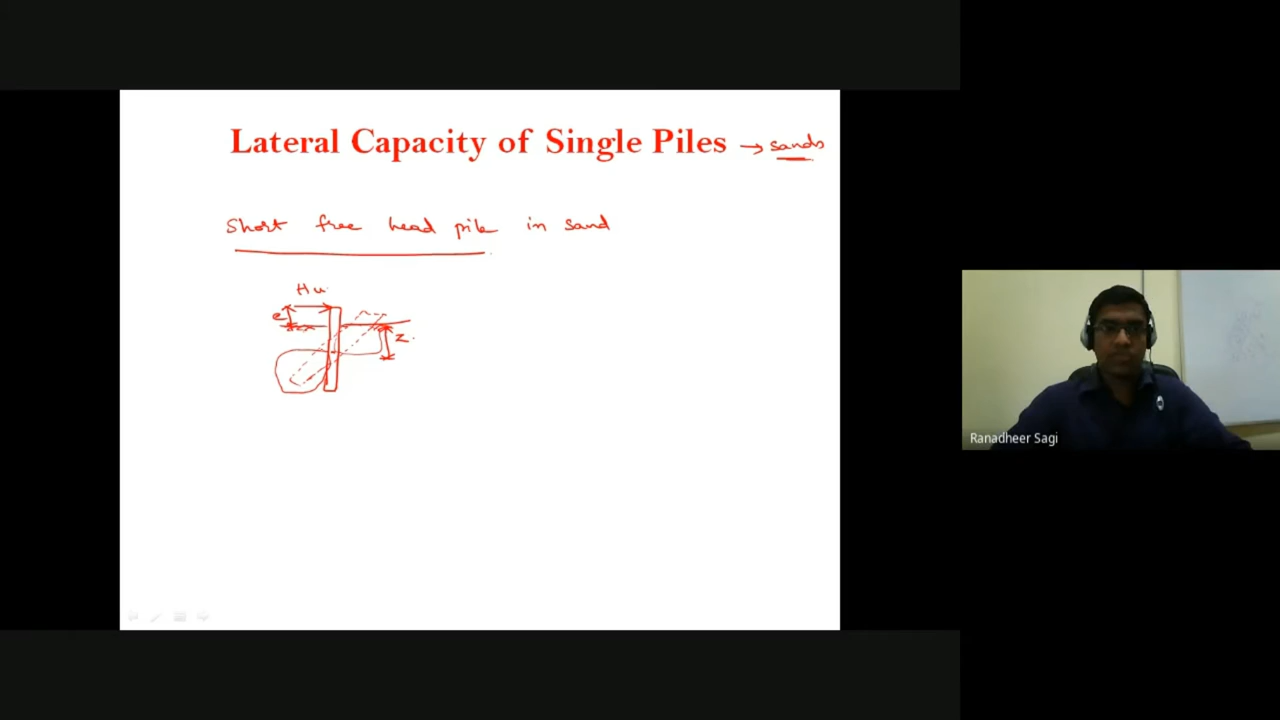 Lateral Capacity of Single Piles → sands
Short free head pile in sand
Hu
e
z
Ranadheer Sagi